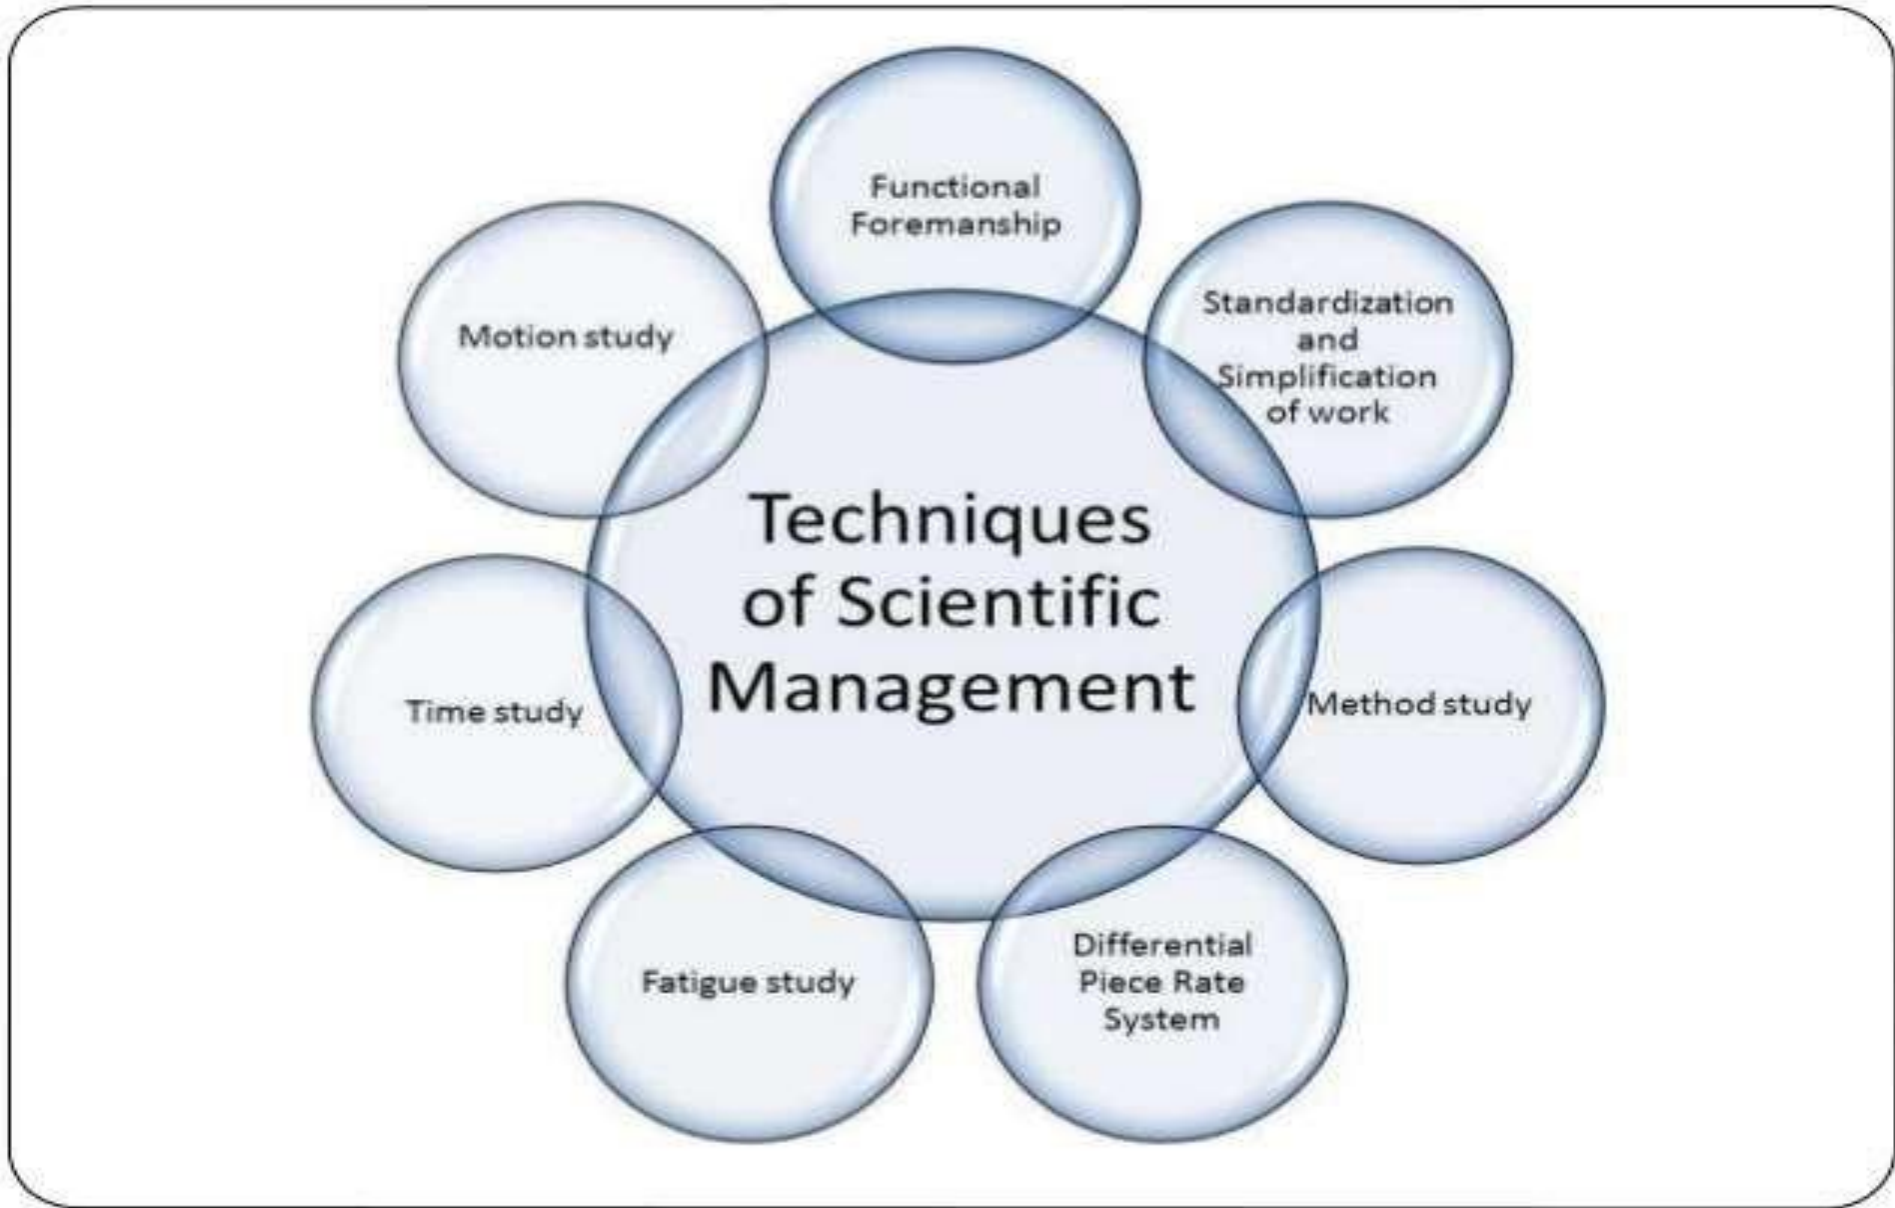 Functional
Foremanship
Standardization
and
Simplification
of work
Method study
Differential
Piece Rate
System
Fatigue study
Time study
Motion study
Techniques
of Scientific
Management